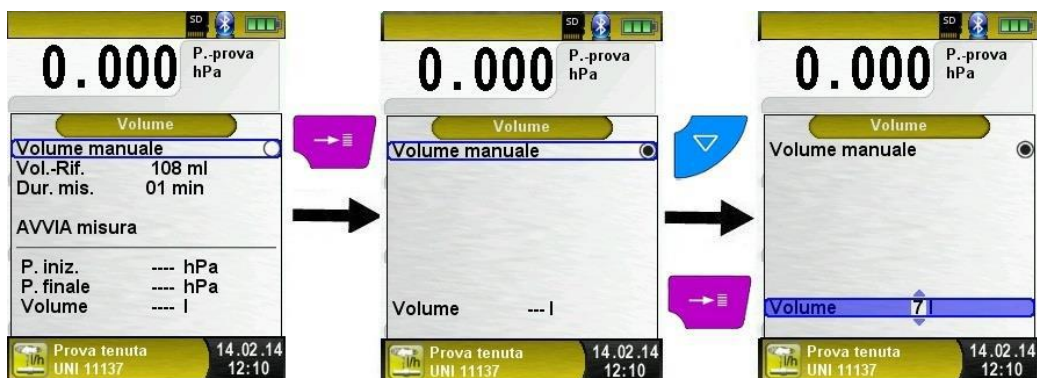 SD
0.000 P.-prova
hPa
Volume
Volume manuale
Vol.-Rif. 108 ml
Dur. mis. 01 min
AVVIA misura
P. iniz. ---- hPa
P. finale ---- hPa
Volume ---- l
l/h Prova tenuta 14.02.14
UNI 11137 12:10
SD
0.000 P.-prova
hPa
Volume
Volume manuale
Volume --- l
l/h Prova tenuta 14.02.14
UNI 11137 12:10
SD
0.000 P.-prova
hPa
Volume
Volume manuale
Volume 7 l
l/h Prova tenuta 14.02.14
UNI 11137 12:10